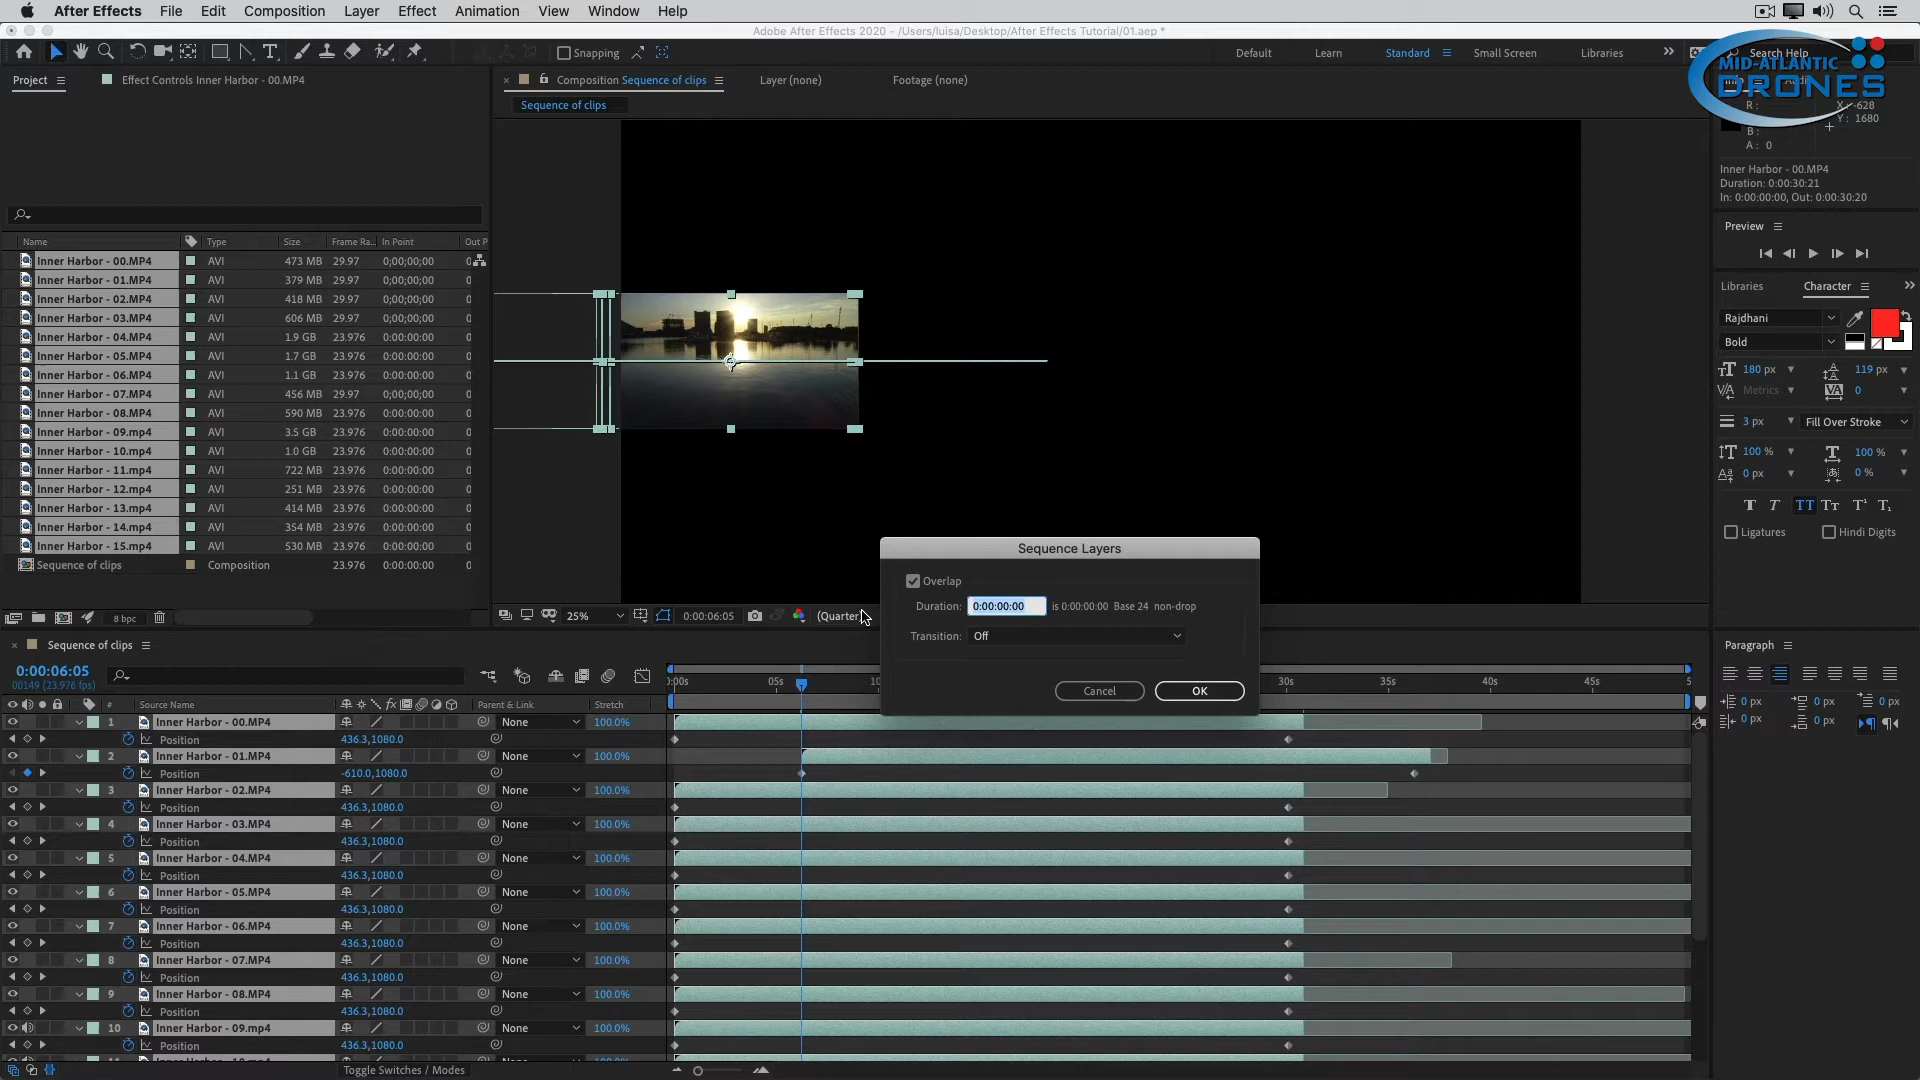 After Effects File Edit Composition Layer Effect Animation View Window Help
Adobe After Effects 2020 - /Users/luisa/Desktop/After Effects Tutorial/01.aep *
Snapping
Default Learn Standard Small Screen Libraries
Search Help
MID-ATLANTIC
DRONES
Project Effect Controls Inner Harbor - 00.MP4
Composition Sequence of clips Layer (none) Footage (none)
Sequence of clips
R :
B :
A : 0
X : -628
Y : 1680
Inner Harbor - 00.MP4
Duration: 0:00:30:21
In: 0:00:00:00, Out: 0:00:30:20
Preview
Libraries Character
Rajdhani
Bold
180 px 119 px
Metrics 0
3 px Fill Over Stroke
100 % 100 %
0 px 0 %
Ligatures Hindi Digits
Paragraph
0 px 0 px 0 px
0 px 0 px
Name Type Size Frame Ra... In Point Out P
Inner Harbor - 00.MP4 AVI 473 MB 29.97 0;00;00;00
Inner Harbor - 01.MP4 AVI 379 MB 29.97 0;00;00;00
Inner Harbor - 02.MP4 AVI 418 MB 29.97 0;00;00;00
Inner Harbor - 03.MP4 AVI 606 MB 29.97 0;00;00;00
Inner Harbor - 04.MP4 AVI 1.9 GB 23.976 0:00:00:00
Inner Harbor - 05.MP4 AVI 1.7 GB 23.976 0:00:00:00
Inner Harbor - 06.MP4 AVI 1.1 GB 23.976 0:00:00:00
Inner Harbor - 07.MP4 AVI 456 MB 29.97 0;00;00;00
Inner Harbor - 08.MP4 AVI 590 MB 23.976 0:00:00:00
Inner Harbor - 09.mp4 AVI 3.5 GB 23.976 0:00:00:00
Inner Harbor - 10.mp4 AVI 1.0 GB 23.976 0:00:00:00
Inner Harbor - 11.mp4 AVI 722 MB 23.976 0:00:00:00
Inner Harbor - 12.mp4 AVI 251 MB 23.976 0:00:00:00
Inner Harbor - 13.mp4 AVI 414 MB 23.976 0:00:00:00
Inner Harbor - 14.mp4 AVI 354 MB 23.976 0:00:00:00
Inner Harbor - 15.mp4 AVI 530 MB 23.976 0:00:00:00
Sequence of clips Composition 23.976 0:00:00:00
8 bpc
25% 0:00:06:05 (Quarter)
Sequence Layers
Overlap
Duration: 0:00:00:00 is 0:00:00:00 Base 24 non-drop
Transition: Off
Cancel OK
Sequence of clips
0:00:06:05
00149 (23.976 fps)
# Source Name Parent & Link Stretch
:00s 05s 10 30s 35s 40s 45s 5
1 Inner Harbor - 00.MP4 None 100.0%
Position 436.3,1080.0
2 Inner Harbor - 01.MP4 None 100.0%
Position -610.0,1080.0
3 Inner Harbor - 02.MP4 None 100.0%
Position 436.3,1080.0
4 Inner Harbor - 03.MP4 None 100.0%
Position 436.3,1080.0
5 Inner Harbor - 04.MP4 None 100.0%
Position 436.3,1080.0
6 Inner Harbor - 05.MP4 None 100.0%
Position 436.3,1080.0
7 Inner Harbor - 06.MP4 None 100.0%
Position 436.3,1080.0
8 Inner Harbor - 07.MP4 None 100.0%
Position 436.3,1080.0
9 Inner Harbor - 08.MP4 None 100.0%
Position 436.3,1080.0
10 Inner Harbor - 09.mp4 None 100.0%
Position 436.3,1080.0
Toggle Switches / Modes